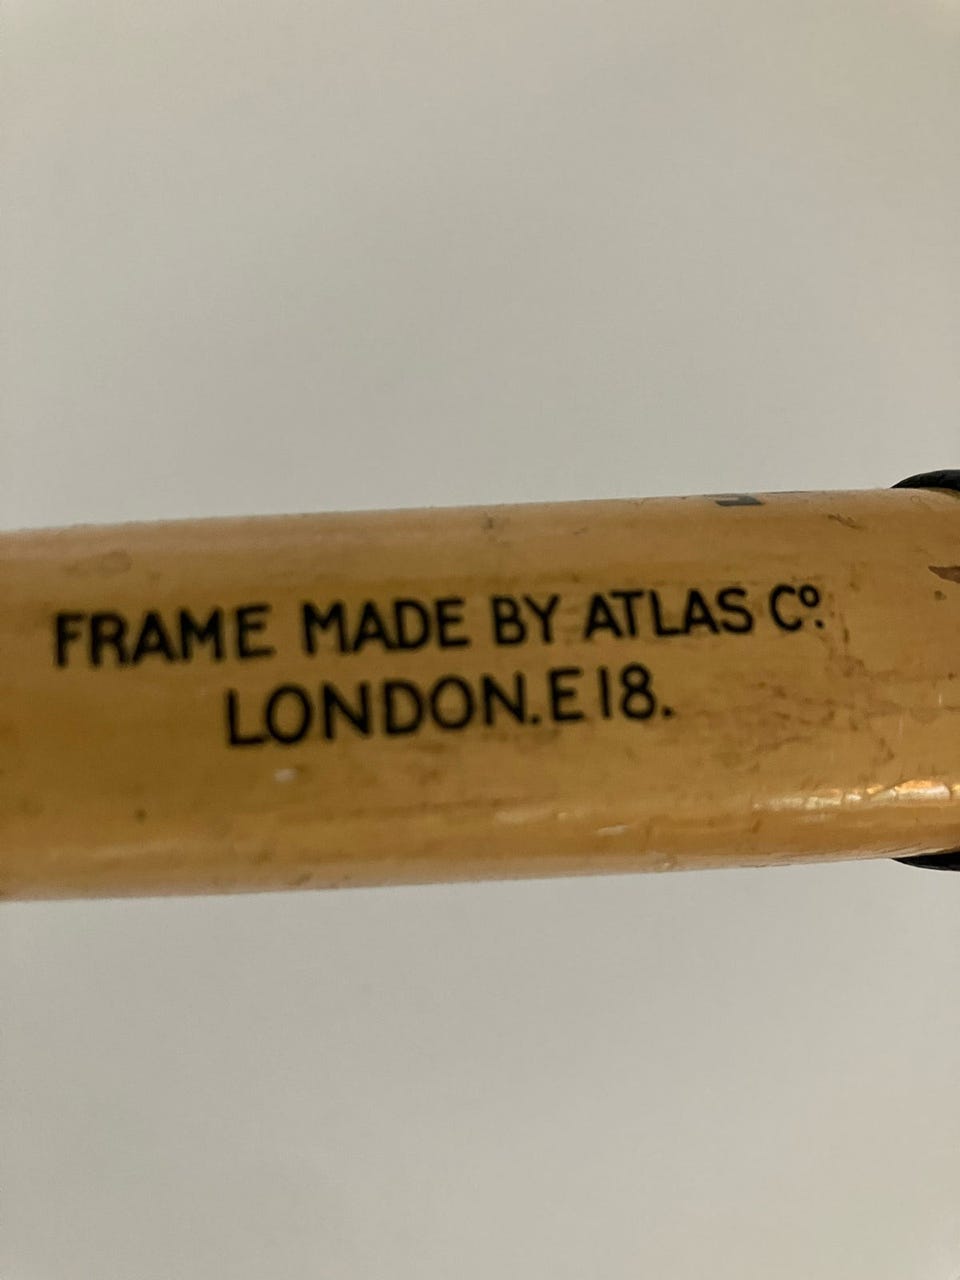 FRAME MADE BY ATLAS Cº.
LONDON.E18.